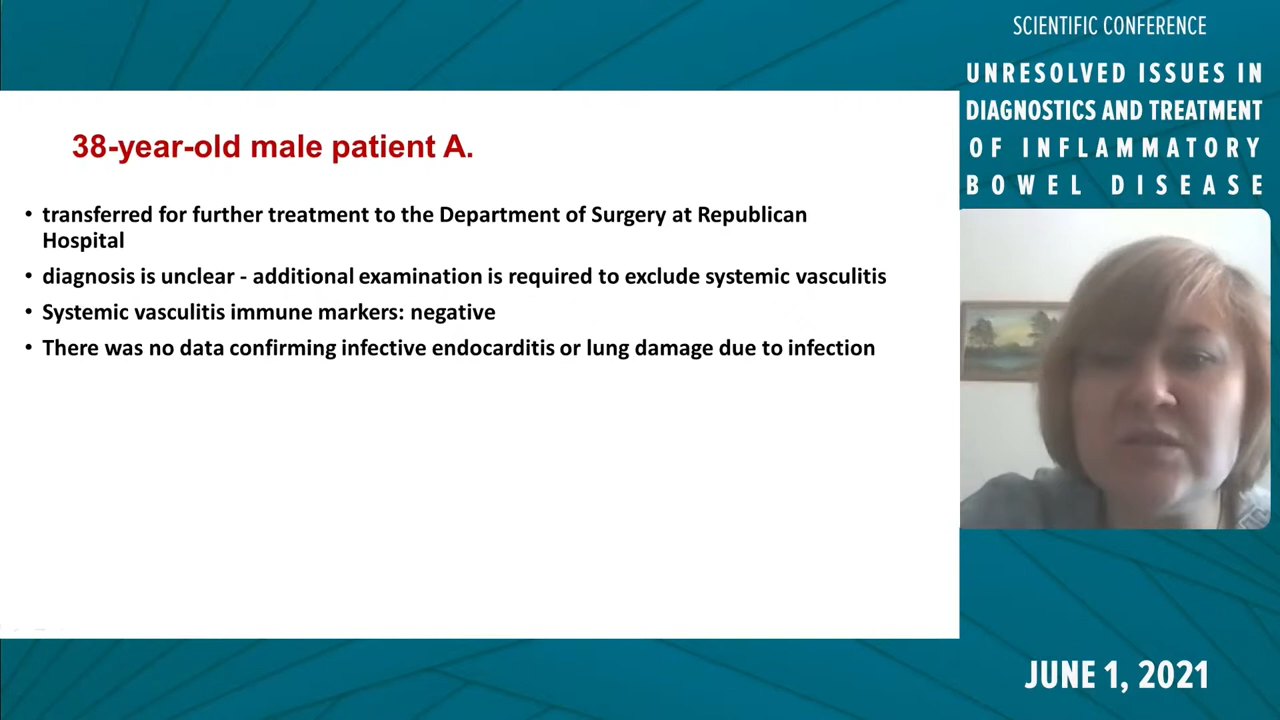 38-year-old male patient A.
• transferred for further treatment to the Department of Surgery at Republican
Hospital
• diagnosis is unclear - additional examination is required to exclude systemic vasculitis
• Systemic vasculitis immune markers: negative
• There was no data confirming infective endocarditis or lung damage due to infection
SCIENTIFIC CONFERENCE
UNRESOLVED ISSUES IN
DIAGNOSTICS AND TREATMENT
OF INFLAMMATORY
BOWEL DISEASE
JUNE 1, 2021